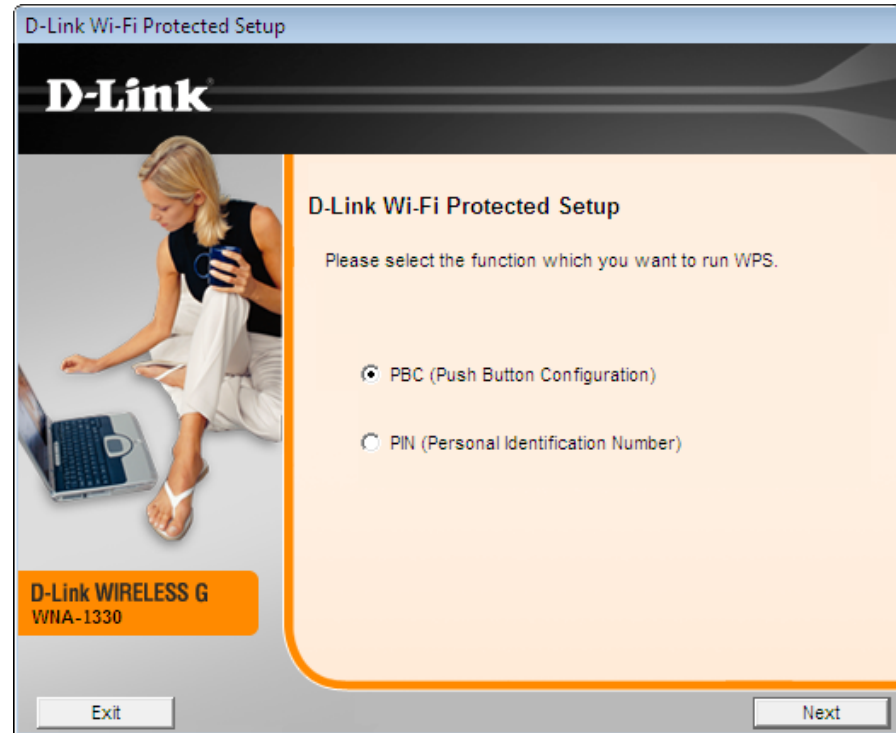 D-Link Wi-Fi Protected Setup
D-Link
D-Link Wi-Fi Protected Setup
Please select the function which you want to run WPS.
PBC (Push Button Configuration)
PIN (Personal Identification Number)
D-Link WIRELESS G
WNA-1330
Exit
Next